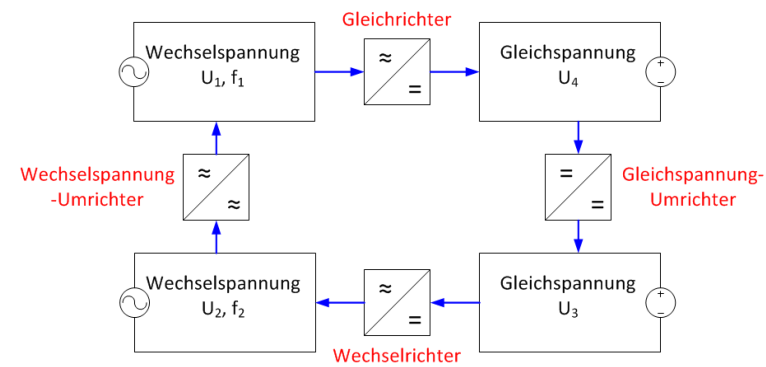 Gleichrichter
Wechselspannung
U₁, f₁
≈
=
Gleichspannung
U₄
+
−
Wechselspannung
-Umrichter
≈
≈
=
=
Gleichspannung-
Umrichter
Wechselspannung
U₂, f₂
≈
=
Gleichspannung
U₃
+
−
Wechselrichter